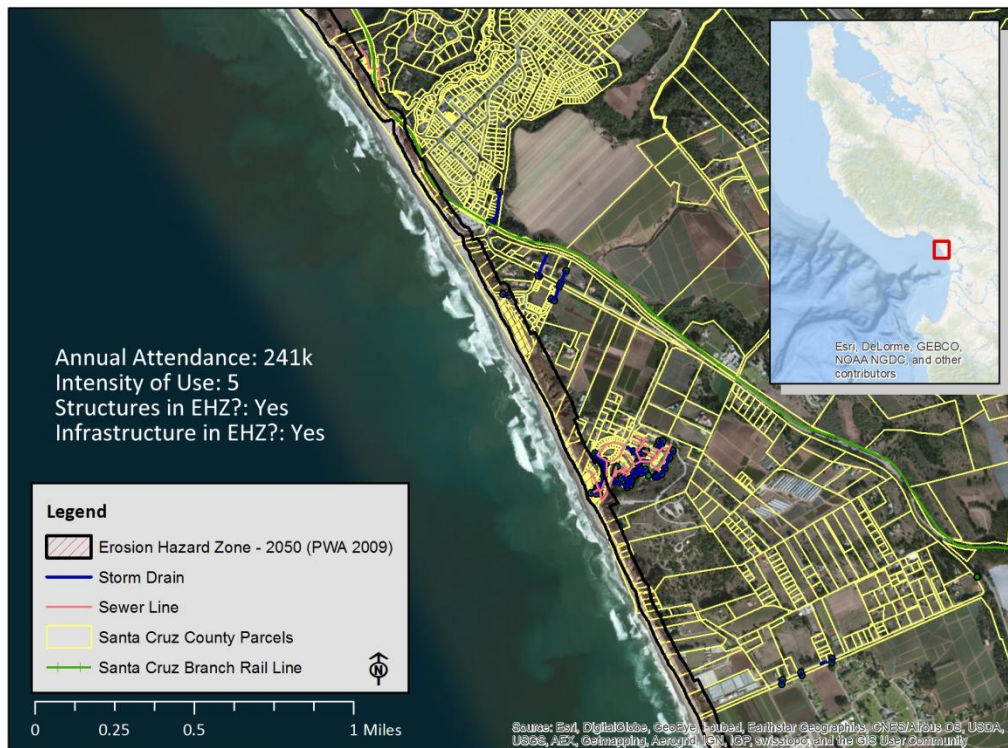 Esri, DeLorme, GEBCO,
NOAA NGDC, and other
contributors
Annual Attendance: 241k
Intensity of Use: 5
Structures in EHZ?: Yes
Infrastructure in EHZ?: Yes
Legend
Erosion Hazard Zone - 2050 (PWA 2009)
Storm Drain
Sewer Line
Santa Cruz County Parcels
Santa Cruz Branch Rail Line
N
0 0.25 0.5 1 Miles
Source: Esri, DigitalGlobe, GeoEye, i-cubed, Earthstar Geographics, CNES/Airbus DS, USDA,
USGS, AEX, Getmapping, Aerogrid, IGN, IGP, swisstopo, and the GIS User Community